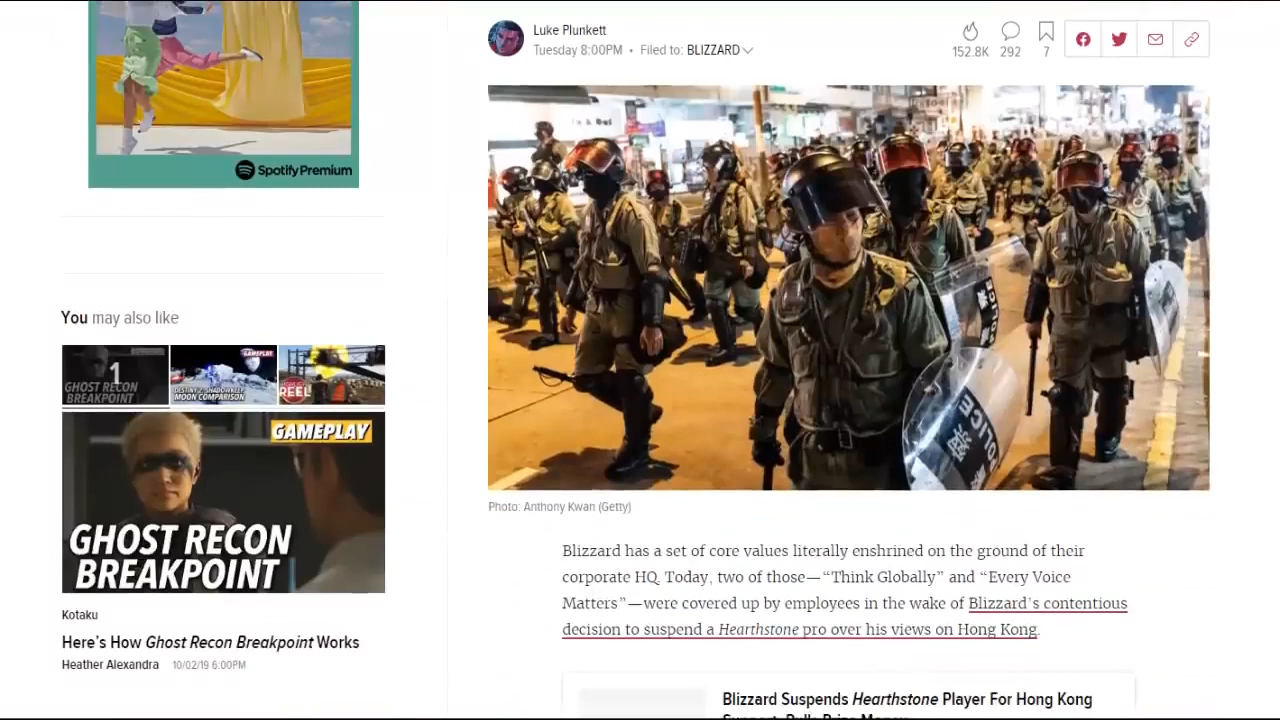 Spotify Premium
You may also like
1
GHOST RECON
BREAKPOINT
GAMEPLAY
DESTINY 2: SHADOWKEEP
MOON COMPARISON
REEL
GAMEPLAY
GHOST RECON
BREAKPOINT
Kotaku
Here's How Ghost Recon Breakpoint Works
Heather Alexandra 10/02/19 6:00PM
Luke Plunkett
Tuesday 8:00PM • Filed to: BLIZZARD
152.8K
292
7
POLICE
POLICE
Photo: Anthony Kwan (Getty)
Blizzard has a set of core values literally enshrined on the ground of their
corporate HQ. Today, two of those—“Think Globally” and “Every Voice
Matters”—were covered up by employees in the wake of Blizzard's contentious
decision to suspend a Hearthstone pro over his views on Hong Kong.
Blizzard Suspends Hearthstone Player For Hong Kong